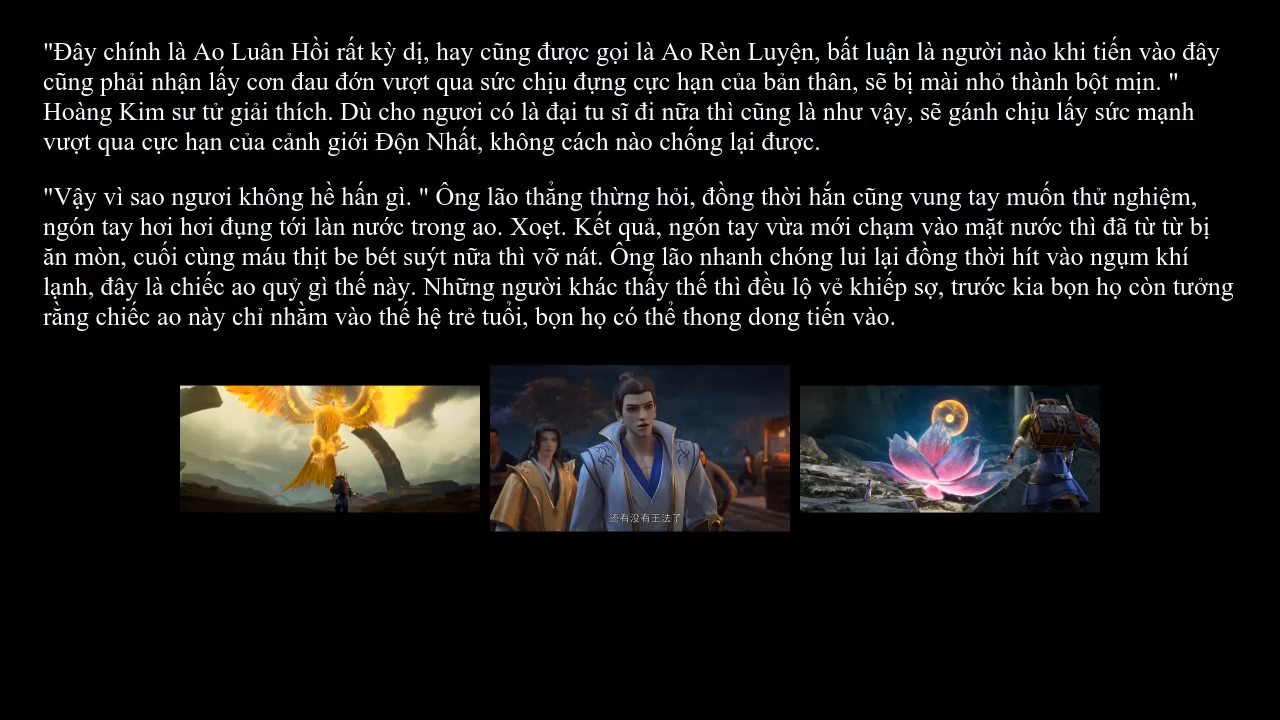 "Đây chính là Ao Luân Hồi rất kỳ dị, hay cũng được gọi là Ao Rèn Luyện, bất luận là người nào khi tiến vào đây
cũng phải nhận lấy cơn đau đớn vượt qua sức chịu đựng cực hạn của bản thân, sẽ bị mài nhỏ thành bột mịn. "
Hoàng Kim sư tử giải thích. Dù cho ngươi có là đại tu sĩ đi nữa thì cũng là như vậy, sẽ gánh chịu lấy sức mạnh
vượt qua cực hạn của cảnh giới Độn Nhất, không cách nào chống lại được.
"Vậy vì sao ngươi không hề hấn gì. " Ông lão thẳng thừng hỏi, đồng thời hắn cũng vung tay muốn thử nghiệm,
ngón tay hơi hơi đụng tới làn nước trong ao. Xoẹt. Kết quả, ngón tay vừa mới chạm vào mặt nước thì đã từ từ bị
ăn mòn, cuối cùng máu thịt be bét suýt nữa thì vỡ nát. Ông lão nhanh chóng lui lại đồng thời hít vào ngụm khí
lạnh, đây là chiếc ao quỷ gì thế này. Những người khác thấy thế thì đều lộ vẻ khiếp sợ, trước kia bọn họ còn tưởng
rằng chiếc ao này chỉ nhằm vào thế hệ trẻ tuổi, bọn họ có thể thong dong tiến vào.
还有没有王法了